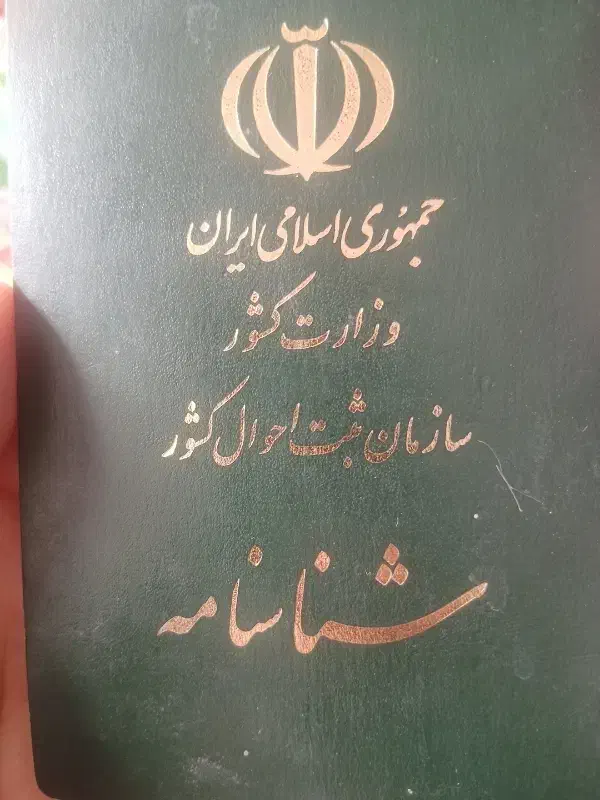 جمهوری اسلامی ایران
وزارت کشور
سازمان ثبت احوال کشور
شناسنامه